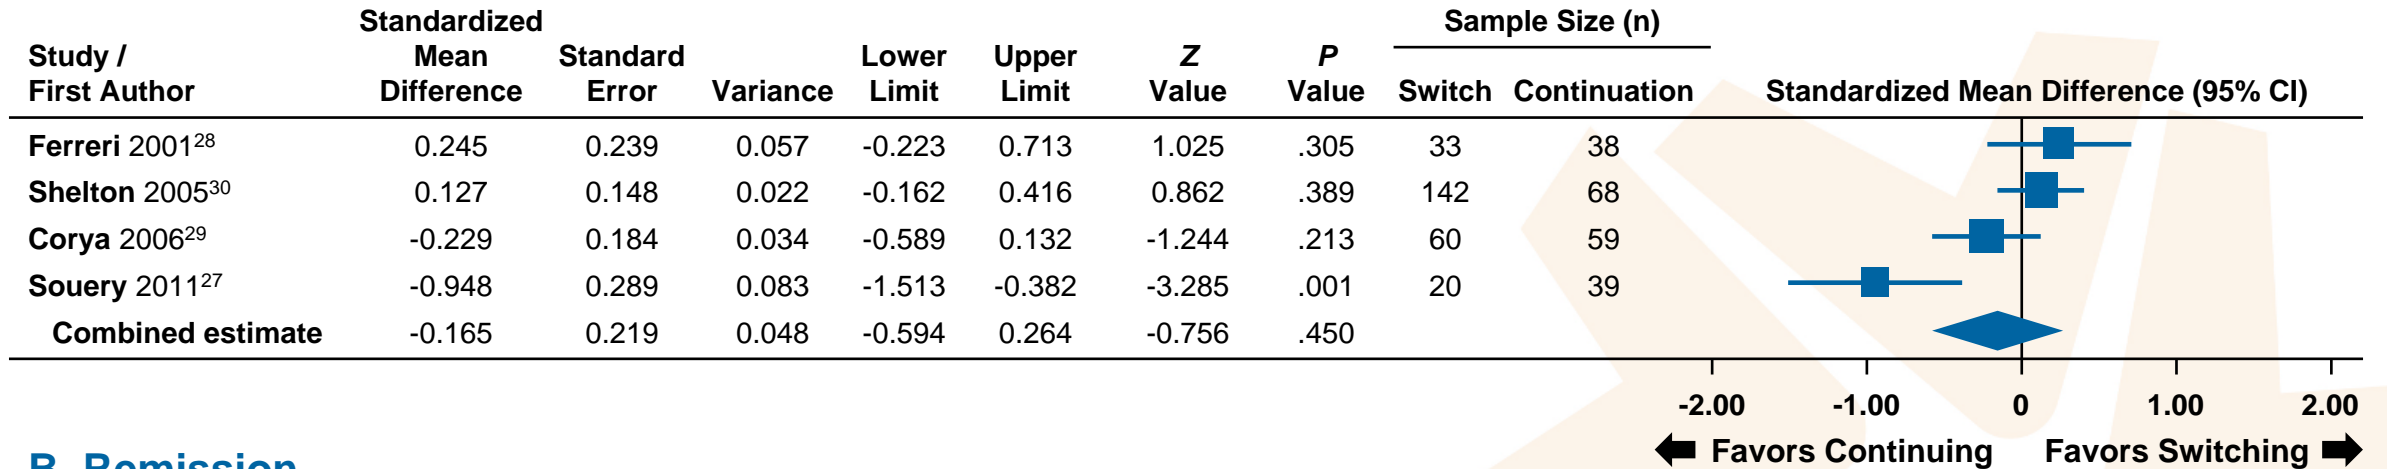 Standardized Sample Size (n)
Study / Mean Standard Lower Upper Z P
First Author Difference Error Variance Limit Limit Value Value Switch Continuation Standardized Mean Difference (95% CI)
Ferreri 2001²⁸ 0.245 0.239 0.057 -0.223 0.713 1.025 .305 33 38
Shelton 2005³⁰ 0.127 0.148 0.022 -0.162 0.416 0.862 .389 142 68
Corya 2006²⁹ -0.229 0.184 0.034 -0.589 0.132 -1.244 .213 60 59
Souery 2011²⁷ -0.948 0.289 0.083 -1.513 -0.382 -3.285 .001 20 39
Combined estimate -0.165 0.219 0.048 -0.594 0.264 -0.756 .450
-2.00 -1.00 0 1.00 2.00
Favors Continuing Favors Switching
B. Remission